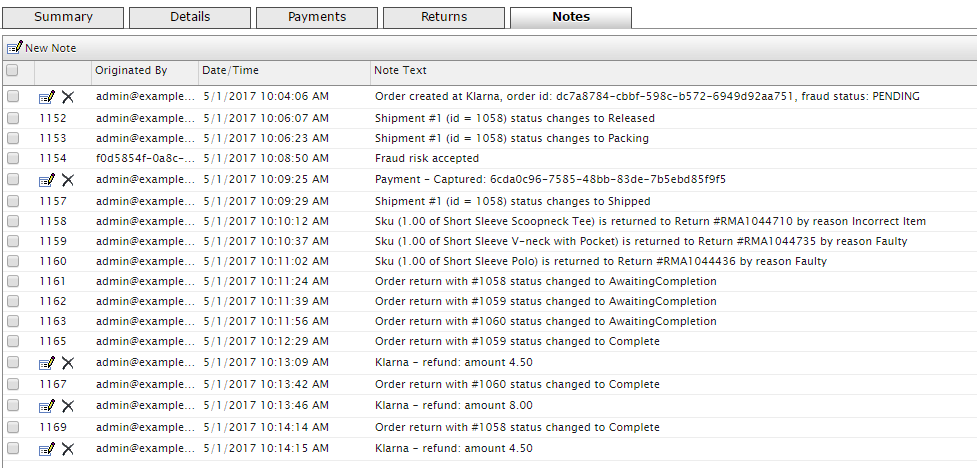 Summary Details Payments Returns Notes
New Note
Originated By Date/Time Note Text
admin@example... 5/1/2017 10:04:06 AM Order created at Klarna, order id: dc7a8784-cbbf-598c-b572-6949d92aa751, fraud status: PENDING
1152 admin@example... 5/1/2017 10:06:07 AM Shipment #1 (id = 1058) status changes to Released
1153 admin@example... 5/1/2017 10:06:23 AM Shipment #1 (id = 1058) status changes to Packing
1154 f0d5854f-0a8c-... 5/1/2017 10:08:50 AM Fraud risk accepted
admin@example... 5/1/2017 10:09:25 AM Payment - Captured: 6cda0c96-7585-48bb-83de-7b5ebd85f9f5
1157 admin@example... 5/1/2017 10:09:29 AM Shipment #1 (id = 1058) status changes to Shipped
1158 admin@example... 5/1/2017 10:10:12 AM Sku (1.00 of Short Sleeve Scoopneck Tee) is returned to Return #RMA1044710 by reason Incorrect Item
1159 admin@example... 5/1/2017 10:10:37 AM Sku (1.00 of Short Sleeve V-neck with Pocket) is returned to Return #RMA1044735 by reason Faulty
1160 admin@example... 5/1/2017 10:11:02 AM Sku (1.00 of Short Sleeve Polo) is returned to Return #RMA1044436 by reason Faulty
1161 admin@example... 5/1/2017 10:11:24 AM Order return with #1058 status changed to AwaitingCompletion
1162 admin@example... 5/1/2017 10:11:39 AM Order return with #1059 status changed to AwaitingCompletion
1163 admin@example... 5/1/2017 10:11:56 AM Order return with #1060 status changed to AwaitingCompletion
1165 admin@example... 5/1/2017 10:12:29 AM Order return with #1059 status changed to Complete
admin@example... 5/1/2017 10:13:09 AM Klarna - refund: amount 4.50
1167 admin@example... 5/1/2017 10:13:42 AM Order return with #1060 status changed to Complete
admin@example... 5/1/2017 10:13:46 AM Klarna - refund: amount 8.00
1169 admin@example... 5/1/2017 10:14:14 AM Order return with #1058 status changed to Complete
admin@example... 5/1/2017 10:14:15 AM Klarna - refund: amount 4.50